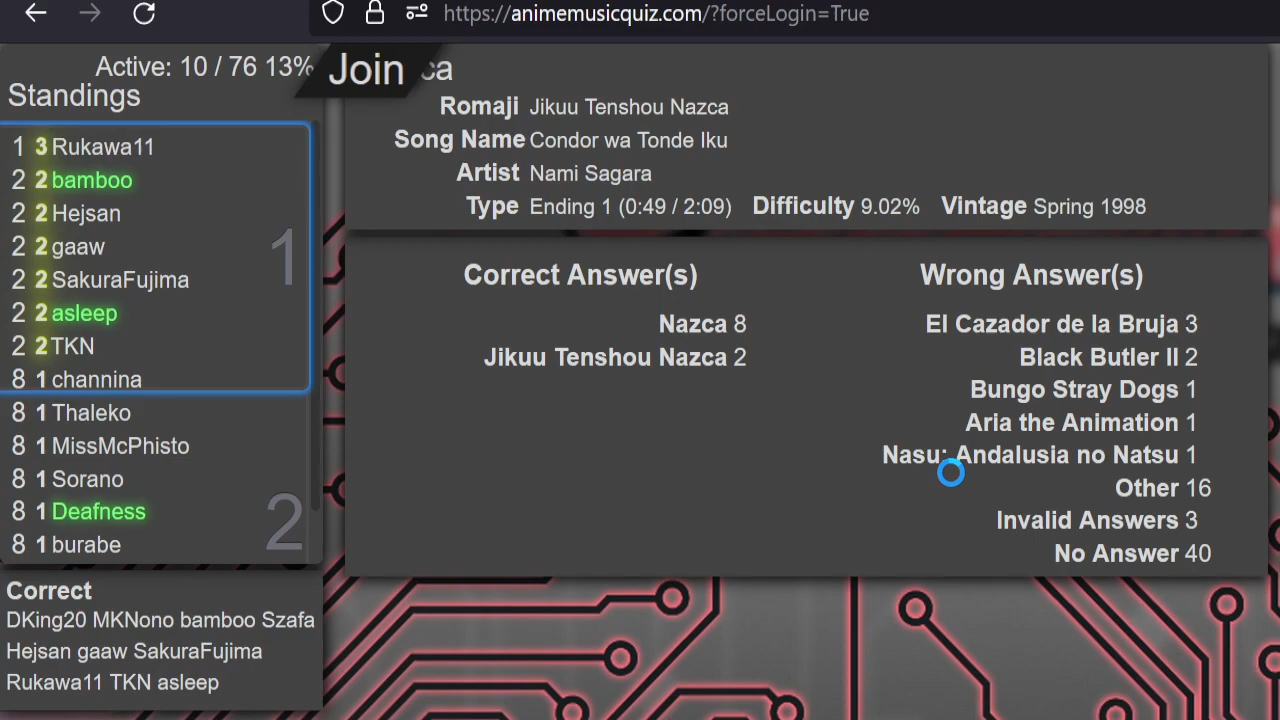 https://animemusicquiz.com/?forceLogin=True
Active: 10 / 76 13%
Standings
1 3 Rukawa11
2 2 bamboo
2 2 Hejsan
2 2 gaaw
2 2 SakuraFujima
2 2 asleep
2 2 TKN
8 1 channina
1
8 1 Thaleko
8 1 MissMcPhisto
8 1 Sorano
8 1 Deafness
8 1 burabe
2
Correct
DKing20 MKNono bamboo Szafa
Hejsan gaaw SakuraFujima
Rukawa11 TKN asleep
Join
ca
Romaji Jikuu Tenshou Nazca
Song Name Condor wa Tonde Iku
Artist Nami Sagara
Type Ending 1 (0:49 / 2:09) Difficulty 9.02% Vintage Spring 1998
Correct Answer(s)
Nazca 8
Jikuu Tenshou Nazca 2
Wrong Answer(s)
El Cazador de la Bruja 3
Black Butler II 2
Bungo Stray Dogs 1
Aria the Animation 1
Nasu: Andalusia no Natsu 1
Other 16
Invalid Answers 3
No Answer 40